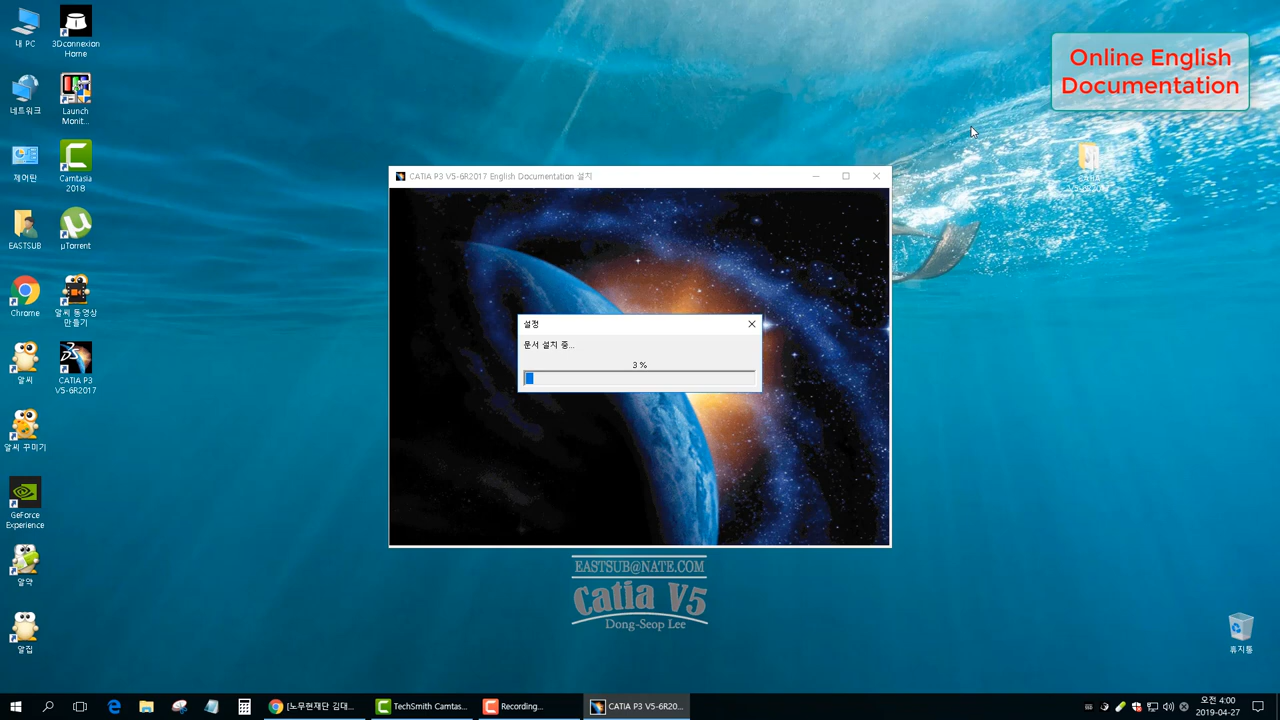 내 PC
3Dconnexion
Home
네트워크
Launch
Monit...
제어판
Camtasia
2018
EASTSUB
µTorrent
Chrome
알씨 동영상
만들기
알씨
CATIA P3
V5-6R2017
알씨 꾸미기
GeForce
Experience
알약
알집
Online English
Documentation
CATIA
V5-6R2017
CATIA P3 V5-6R2017 English Documentation 설치
설정
문서 설치 중...
3 %
EASTSUB@NATE.COM
Catia V5
Dong-Seop Lee
휴지통
[노무현재단 김대...
TechSmith Camtas...
Recording...
CATIA P3 V5-6R20...
오전 4:00
2019-04-27